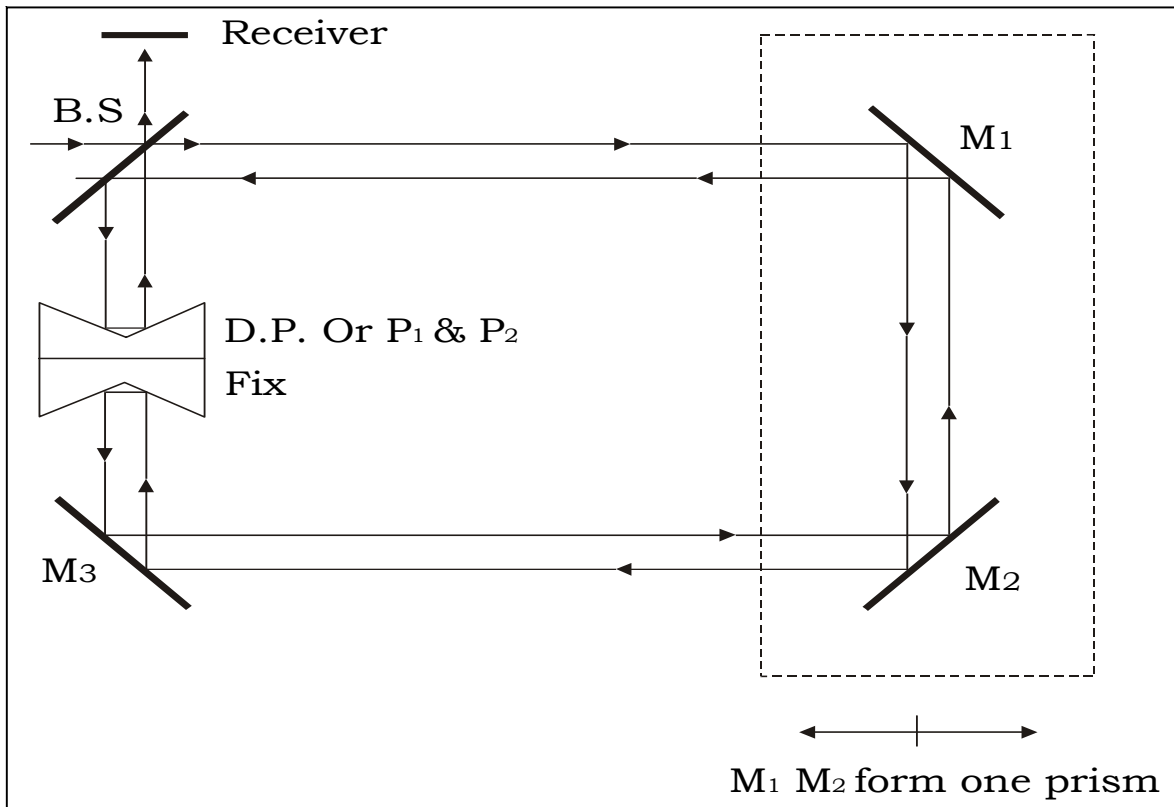 Receiver
B.S
M1
D.P. Or P1 & P2
Fix
M3
M2
M1 M2 form one prism